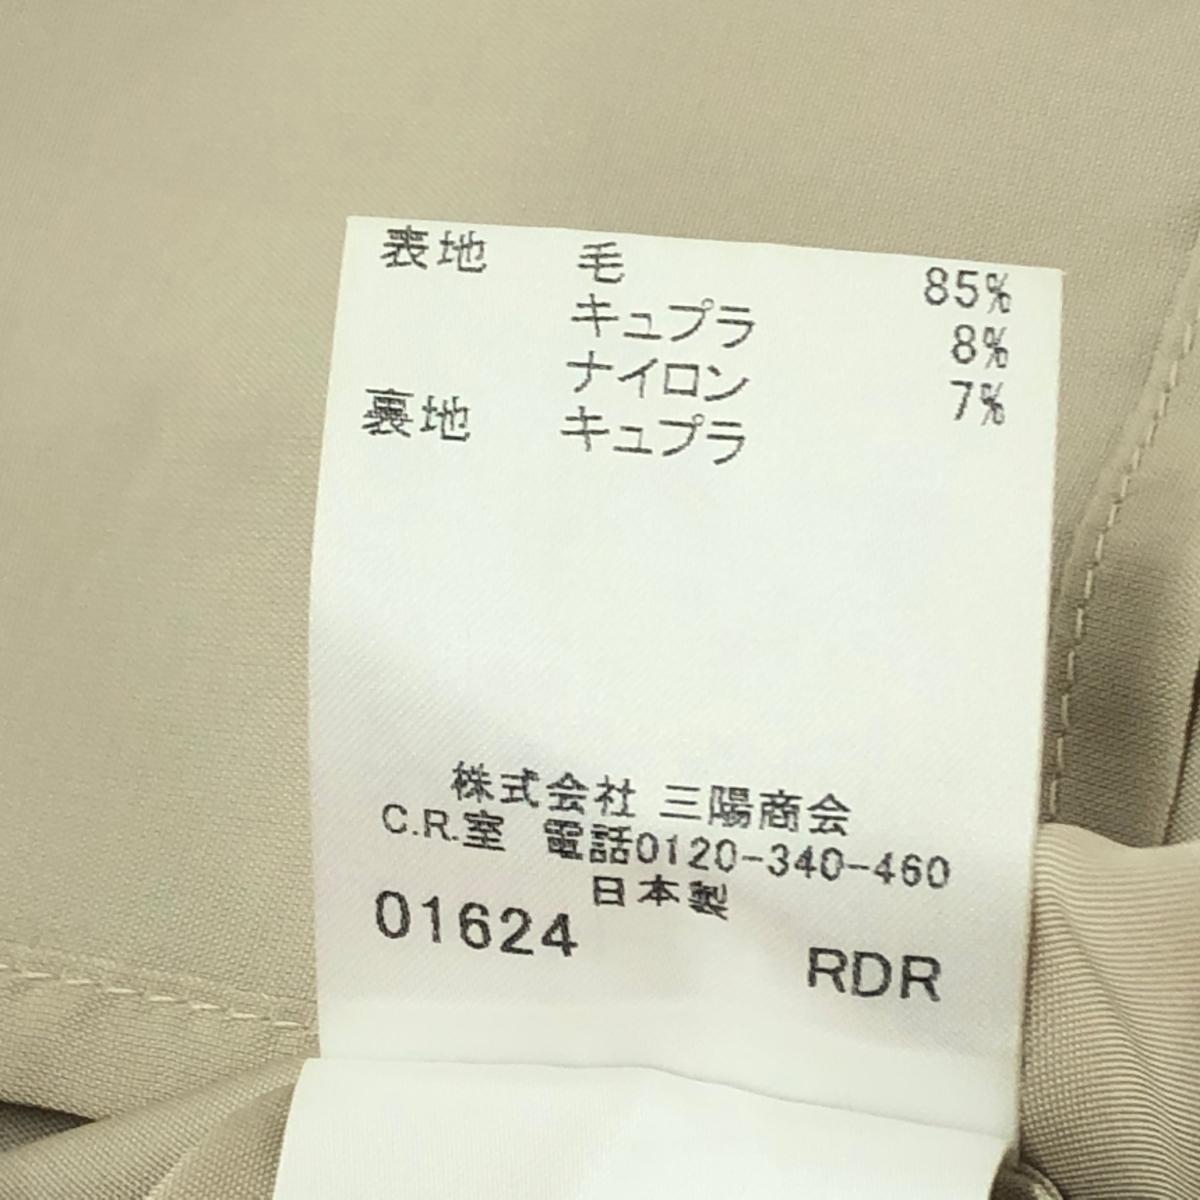 表地 毛 85%
キュプラ 8%
ナイロン 7%
裏地 キュプラ
株式会社 三陽商会
C.R.室 電話0120-340-460
日本製
01624 RDR